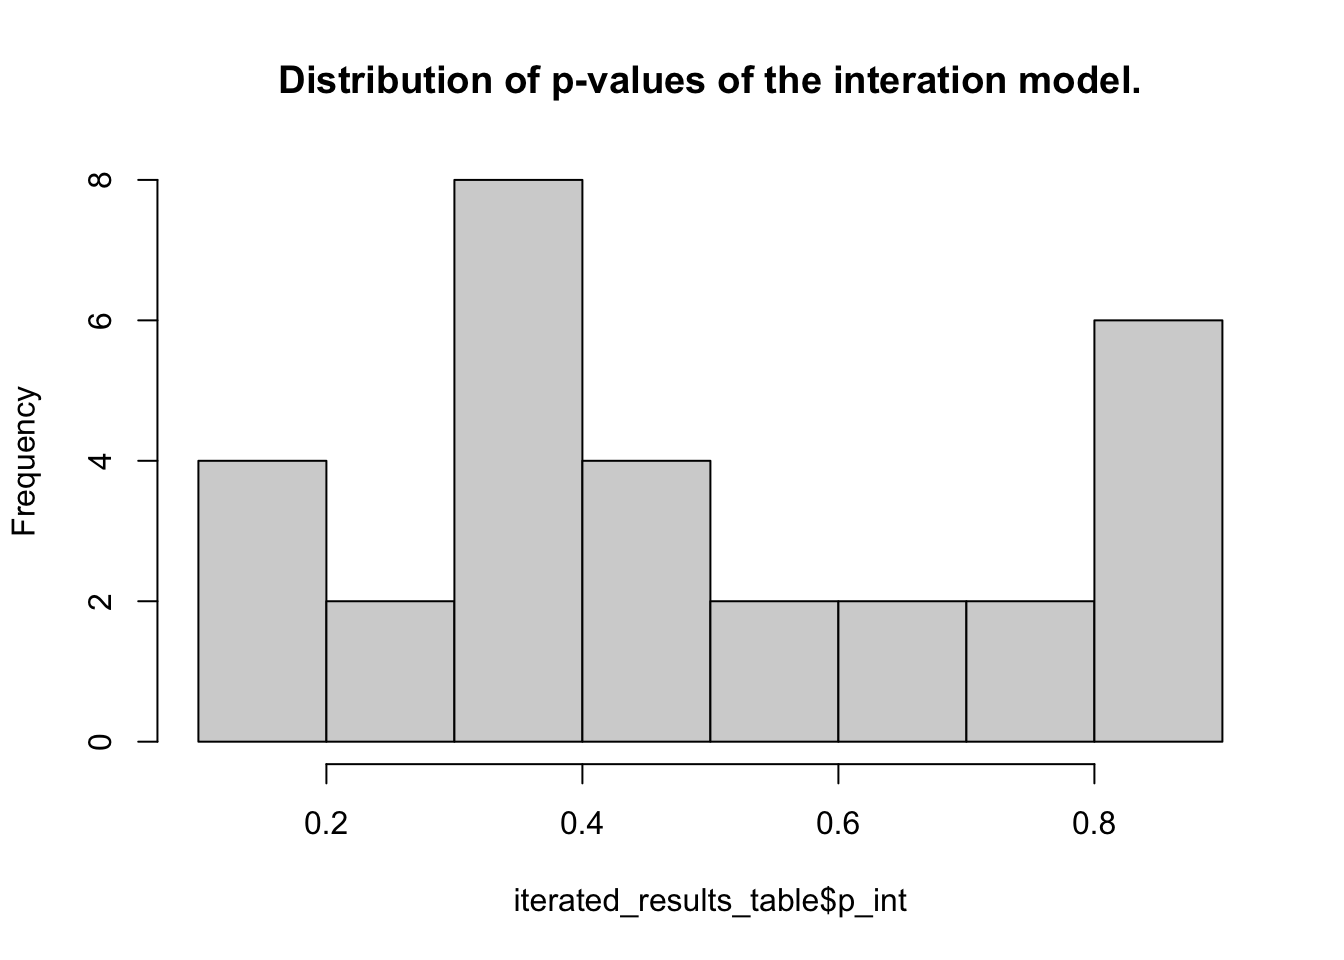 Distribution of p-values of the interation model.
8
6
4
2
0
Frequency
0.2 0.4 0.6 0.8
iterated_results_table$p_int